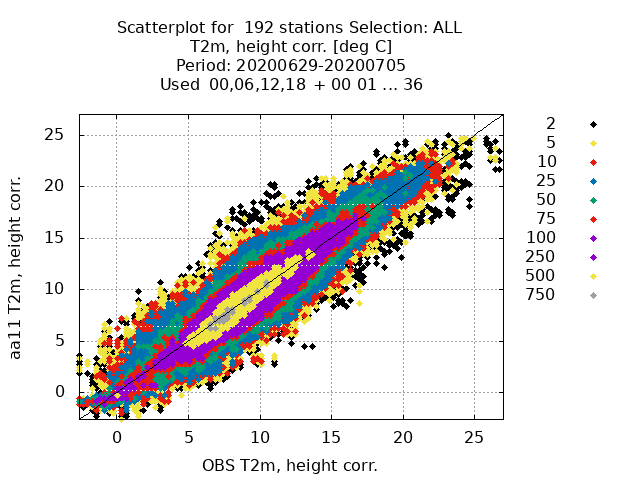 Scatterplot for  192 stations Selection: ALL
T2m, height corr. [deg C]
Period: 20200629-20200705
Used  00,06,12,18  + 00 01 ... 36
25
20
15
10
5
0
aa11 T2m, height corr.
0 5 10 15 20 25
OBS T2m, height corr.
2
5
10
25
50
75
100
250
500
750